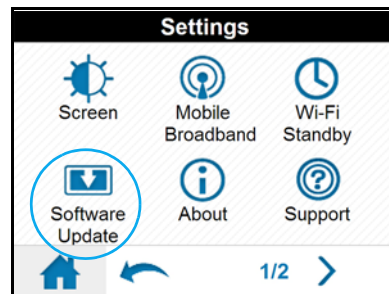 Settings
Screen
Mobile
Broadband
Wi-Fi
Standby
Software
Update
About
Support
1/2